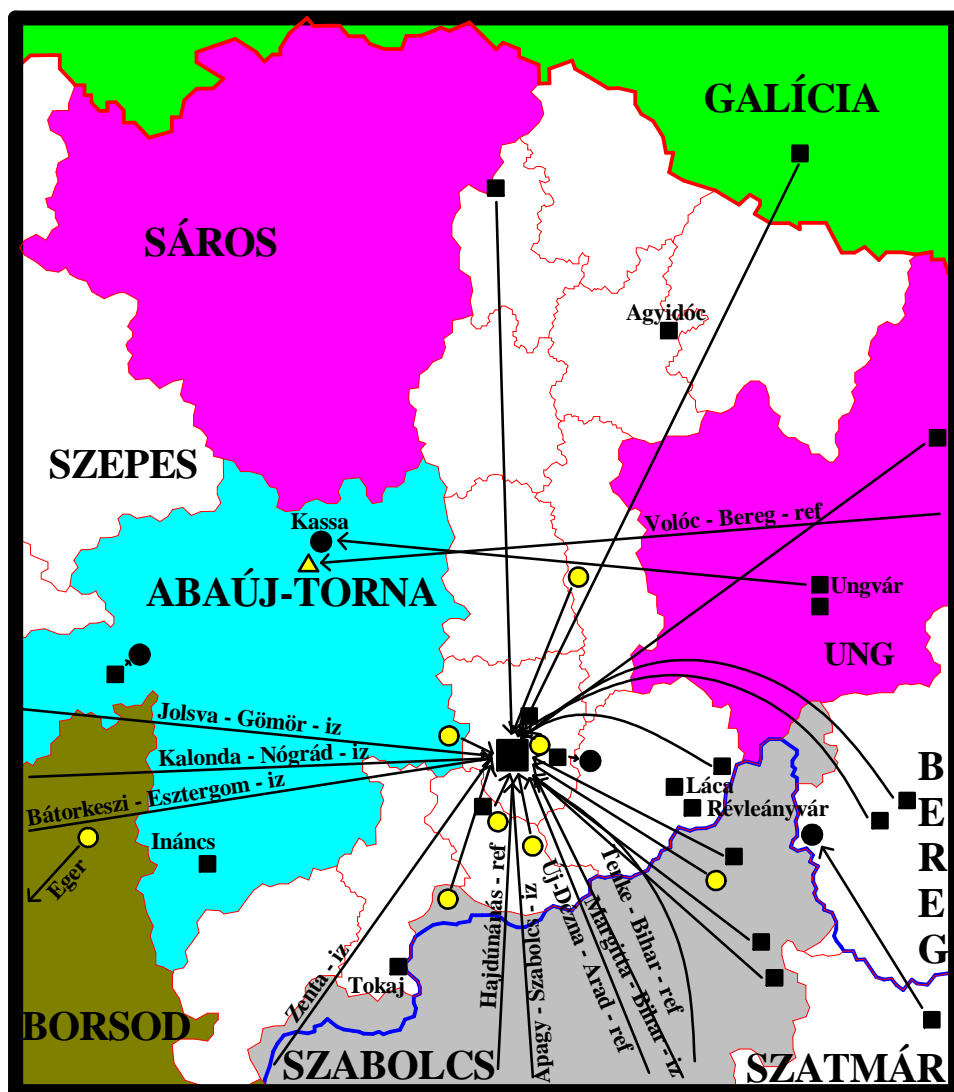 GALÍCIA
SÁROS
Agyidóc
SZEPES
Kassa
Volóc - Bereg - ref
ABAÚJ-TORNA
Ungvár
UNG
Jolsva - Gömör - iz
Kalonda - Nógrád - iz
Bátorkeszi - Esztergom - iz
Láca
Révleányvár
BEREG
Ináncs
Eger
Zenta - iz
Hajdúnánás - ref
Apagy - Szabolcs - iz
Új-Dézna - Arad - ref
Margitta - Bihar - iz
Tenke - Bihar - ref
Tokaj
BORSOD
SZABOLCS
SZATMÁR